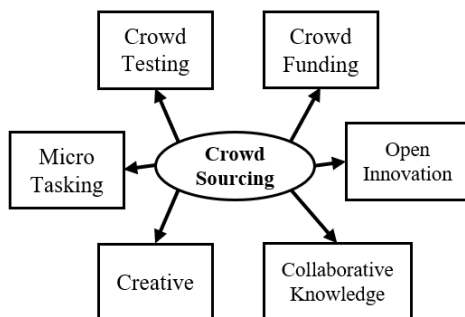 Crowd
Testing
Crowd
Funding
Micro
Tasking
Crowd
Sourcing
Open
Innovation
Creative
Collaborative
Knowledge